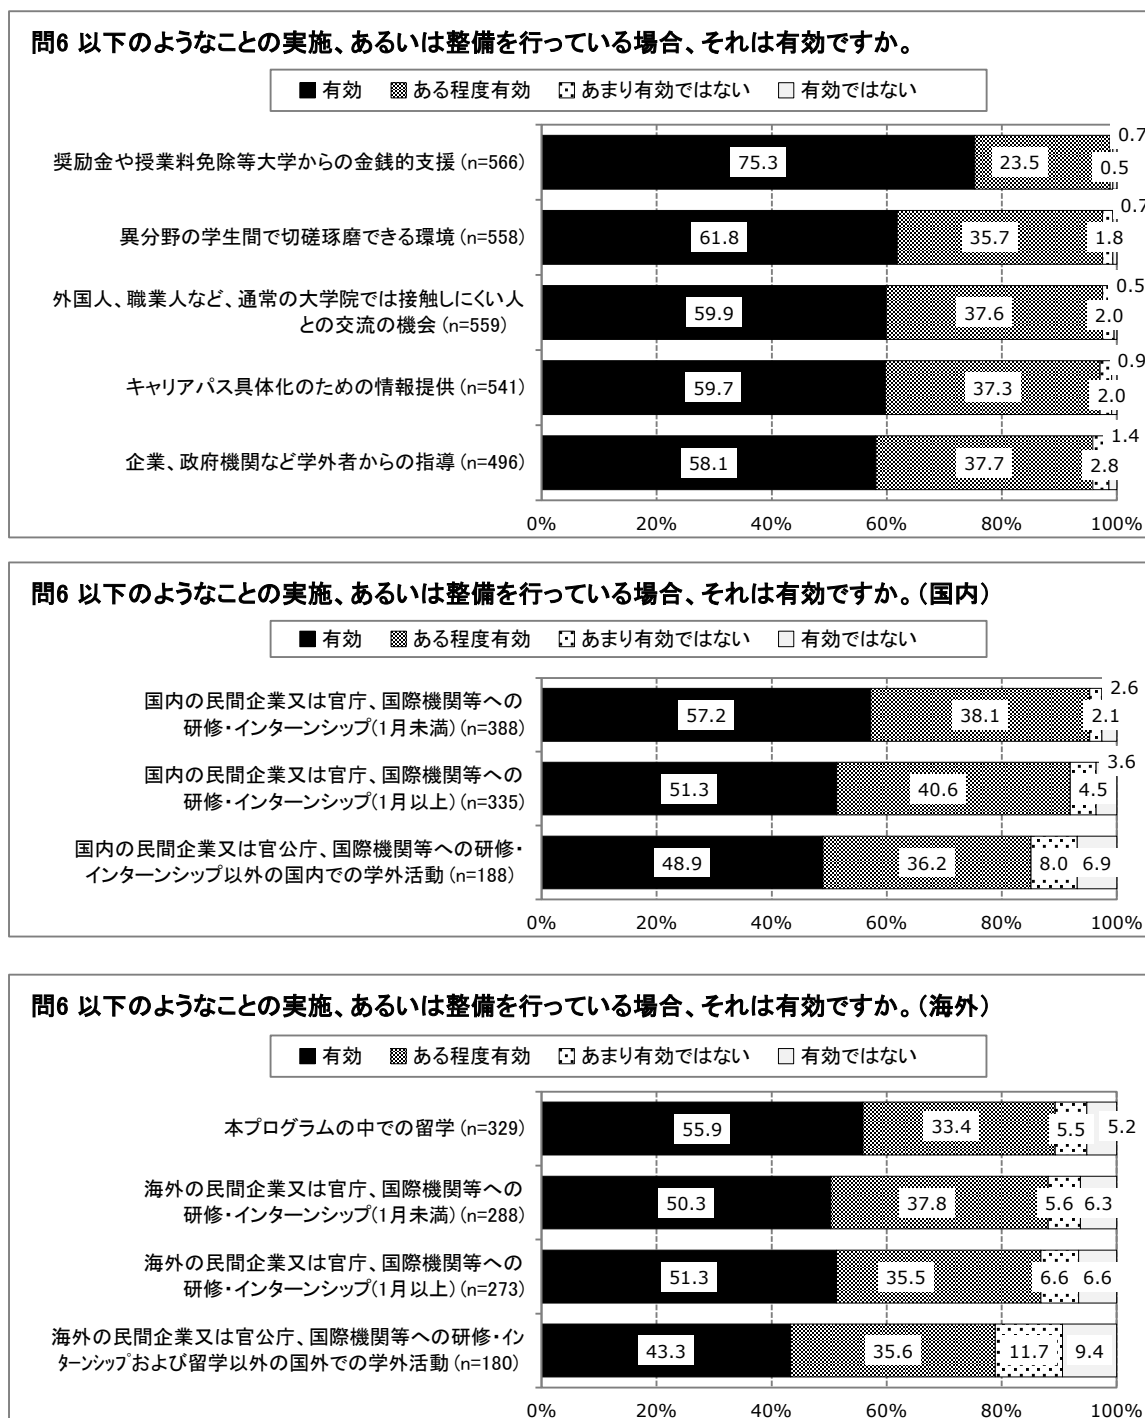 問6 以下のようなことの実施、あるいは整備を行っている場合、それは有効ですか。
有効 ある程度有効 あまり有効ではない 有効ではない
奨励金や授業料免除等大学からの金銭的支援 (n=566)
75.3 23.5 0.5 0.7
異分野の学生間で切磋琢磨できる環境 (n=558)
61.8 35.7 1.8 0.7
外国人、職業人など、通常の大学院では接触しにくい人
との交流の機会 (n=559)
59.9 37.6 2.0 0.5
キャリアパス具体化のための情報提供 (n=541)
59.7 37.3 2.0 0.9
企業、政府機関など学外者からの指導 (n=496)
58.1 37.7 2.8 1.4
0% 20% 40% 60% 80% 100%
問6 以下のようなことの実施、あるいは整備を行っている場合、それは有効ですか。(国内)
有効 ある程度有効 あまり有効ではない 有効ではない
国内の民間企業又は官庁、国際機関等への
研修・インターンシップ(1月未満) (n=388)
57.2 38.1 2.1 2.6
国内の民間企業又は官庁、国際機関等への
研修・インターンシップ(1月以上) (n=335)
51.3 40.6 4.5 3.6
国内の民間企業又は官公庁、国際機関等への研修・
インターンシップ以外の国内での学外活動 (n=188)
48.9 36.2 8.0 6.9
0% 20% 40% 60% 80% 100%
問6 以下のようなことの実施、あるいは整備を行っている場合、それは有効ですか。(海外)
有効 ある程度有効 あまり有効ではない 有効ではない
本プログラムの中での留学 (n=329)
55.9 33.4 5.5 5.2
海外の民間企業又は官庁、国際機関等への
研修・インターンシップ(1月未満) (n=288)
50.3 37.8 5.6 6.3
海外の民間企業又は官庁、国際機関等への
研修・インターンシップ(1月以上) (n=273)
51.3 35.5 6.6 6.6
海外の民間企業又は官公庁、国際機関等への研修・イン
ターンシップおよび留学以外の国外での学外活動 (n=180)
43.3 35.6 11.7 9.4
0% 20% 40% 60% 80% 100%